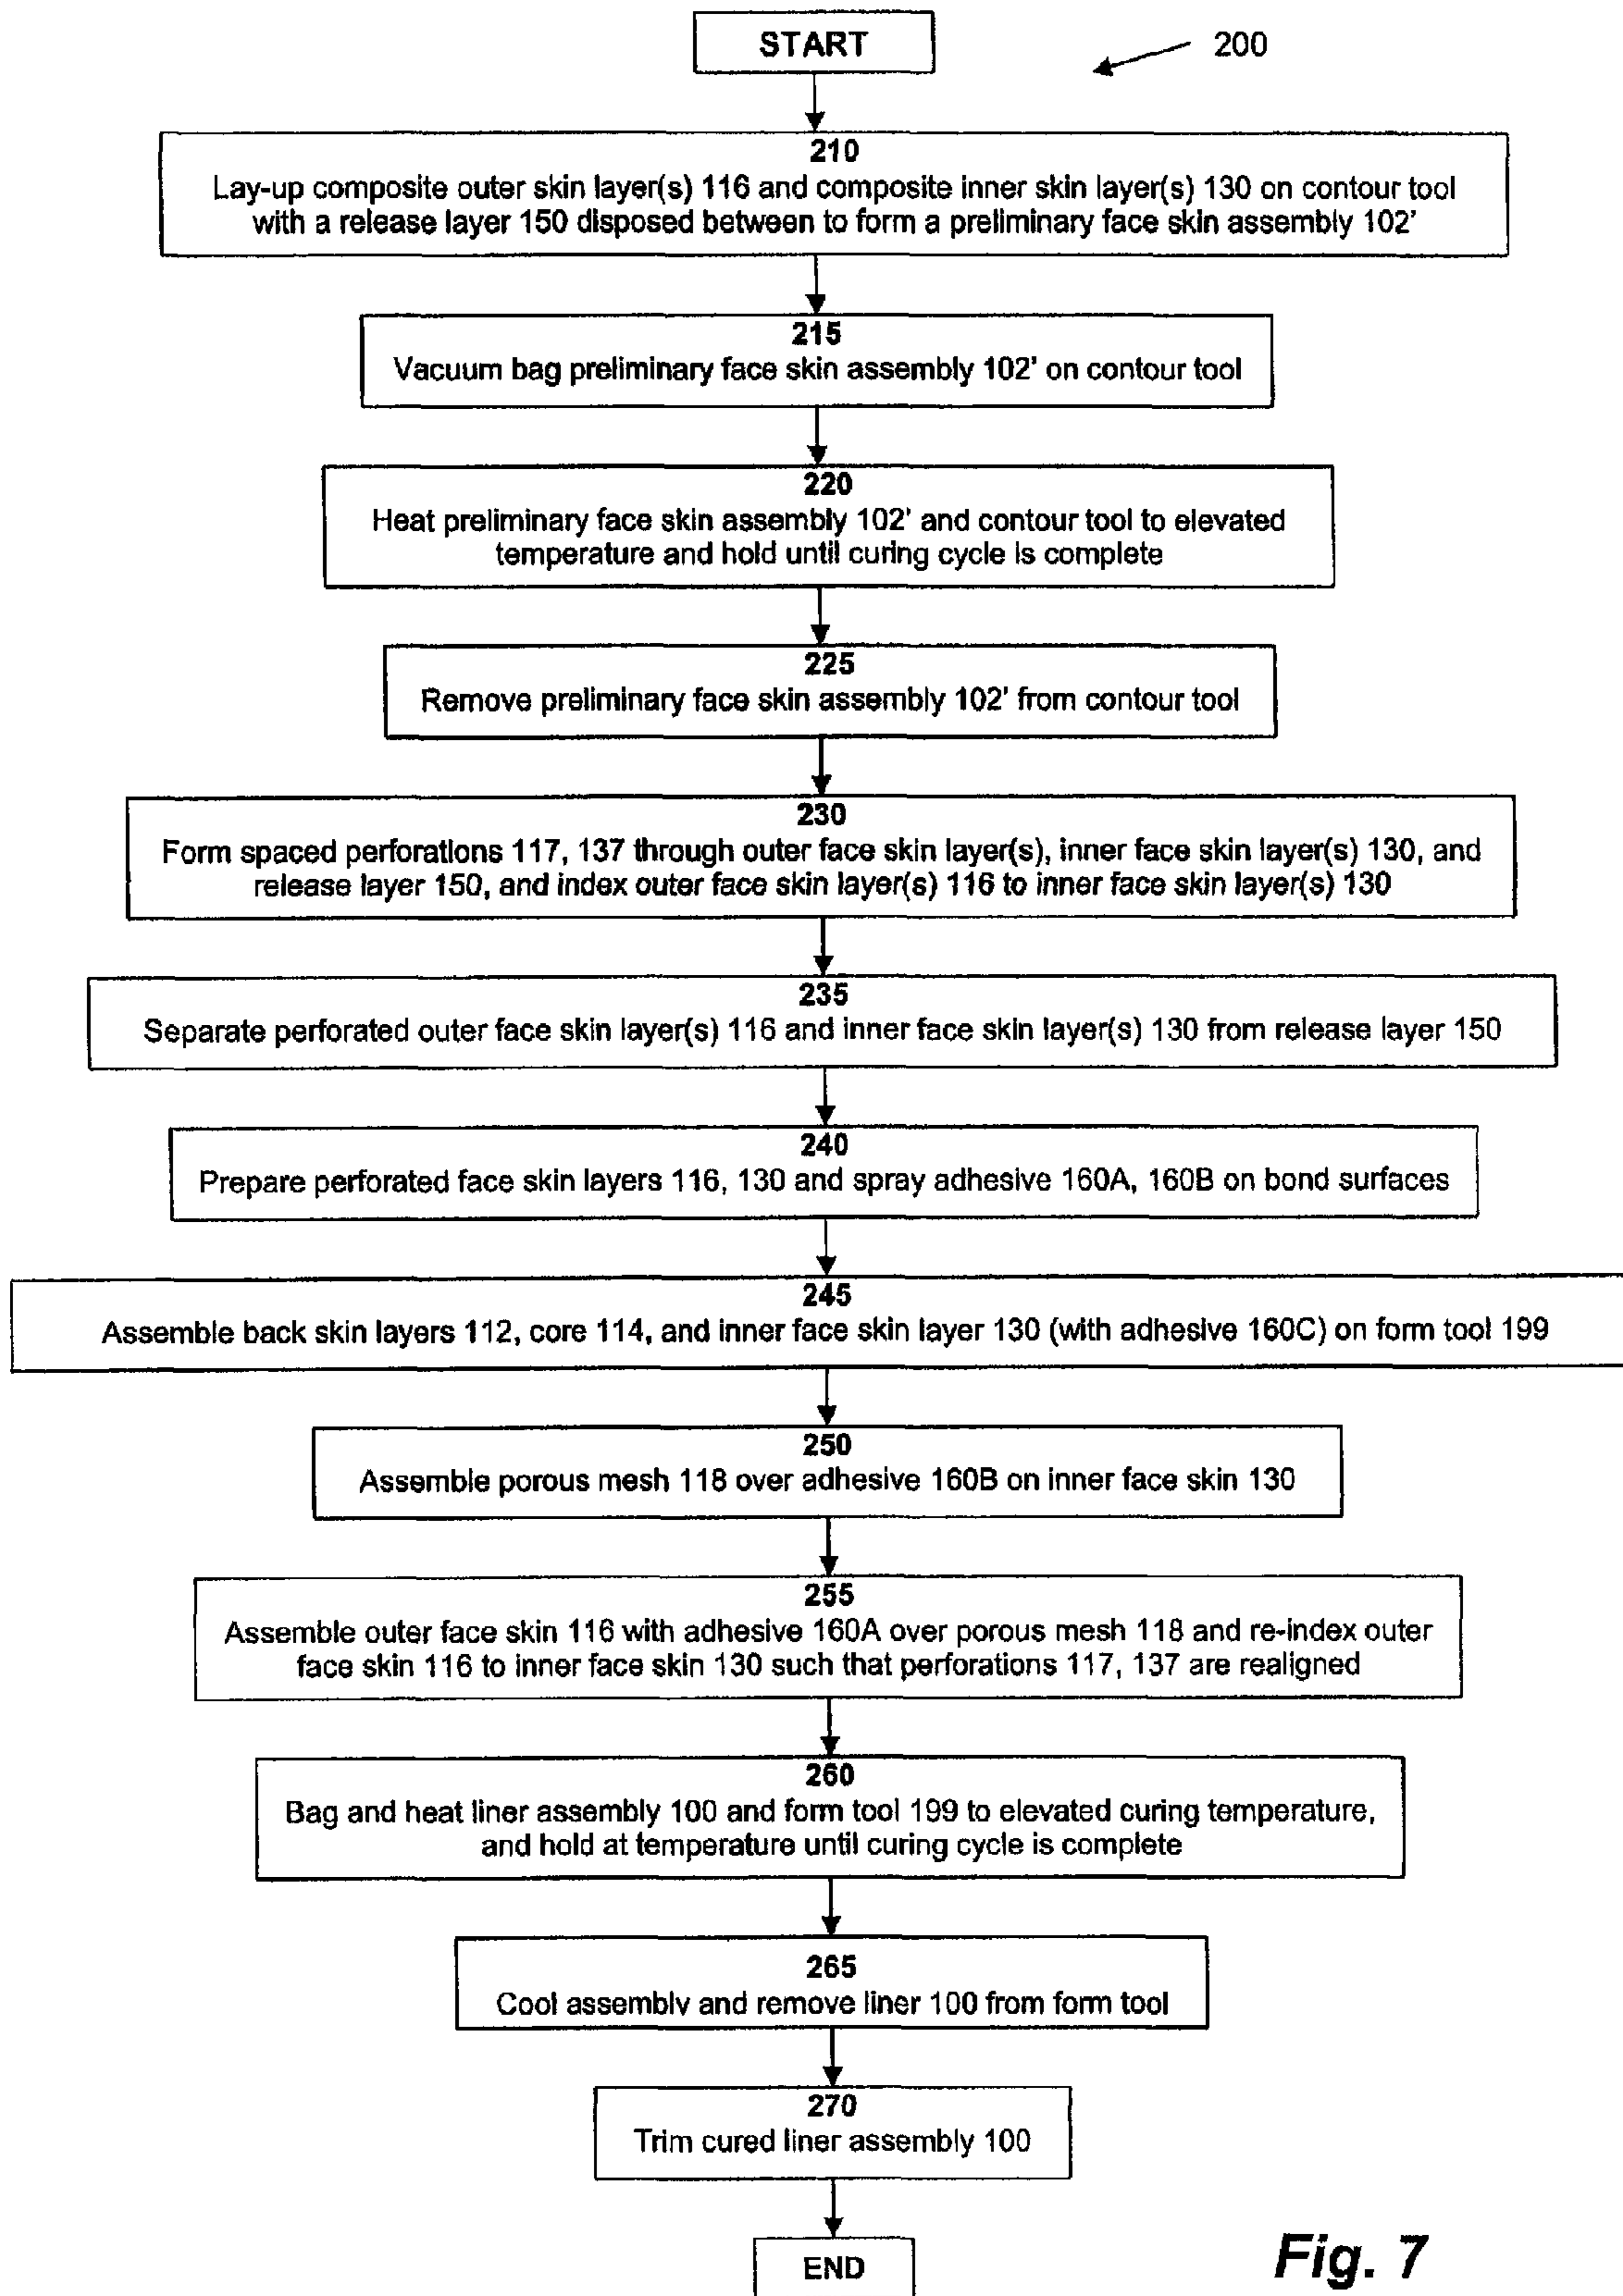 START
200
210
Lay-up composite outer skin layer(s) 116 and composite inner skin layer(s) 130 on contour tool
with a release layer 150 disposed between to form a preliminary face skin assembly 102'
215
Vacuum bag preliminary face skin assembly 102' on contour tool
220
Heat preliminary face skin assembly 102' and contour tool to elevated
temperature and hold until curing cycle is complete
225
Remove preliminary face skin assembly 102' from contour tool
230
Form spaced perforations 117, 137 through outer face skin layer(s), inner face skin layer(s) 130, and
release layer 150, and index outer face skin layer(s) 116 to inner face skin layer(s) 130
235
Separate perforated outer face skin layer(s) 116 and inner face skin layer(s) 130 from release layer 150
240
Prepare perforated face skin layers 116, 130 and spray adhesive 160A, 160B on bond surfaces
245
Assemble back skin layers 112, core 114, and inner face skin layer 130 (with adhesive 160C) on form tool 199
250
Assemble porous mesh 118 over adhesive 160B on inner face skin 130
255
Assemble outer face skin 116 with adhesive 160A over porous mesh 118 and re-index outer
face skin 116 to inner face skin 130 such that perforations 117, 137 are realigned
260
Bag and heat liner assembly 100 and form tool 199 to elevated curing temperature,
and hold at temperature until curing cycle is complete
265
Cool assembly and remove liner 100 from form tool
270
Trim cured liner assembly 100
END
Fig. 7